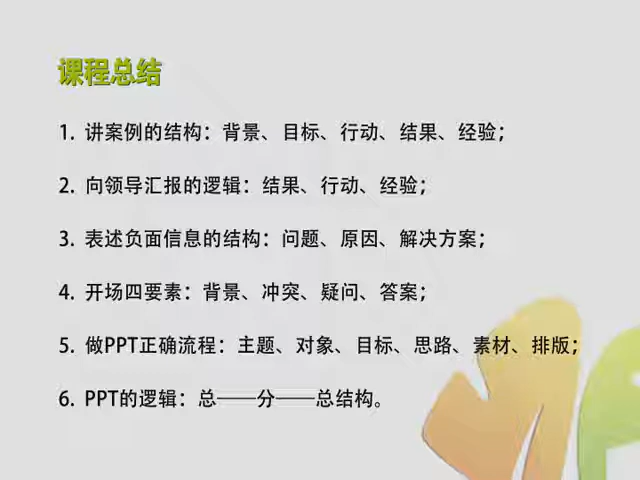 课程总结
1. 讲案例的结构：背景、目标、行动、结果、经验；
2. 向领导汇报的逻辑：结果、行动、经验；
3. 表述负面信息的结构：问题、原因、解决方案；
4. 开场四要素：背景、冲突、疑问、答案；
5. 做PPT正确流程：主题、对象、目标、思路、素材、排版；
6. PPT的逻辑：总——分——总结构。